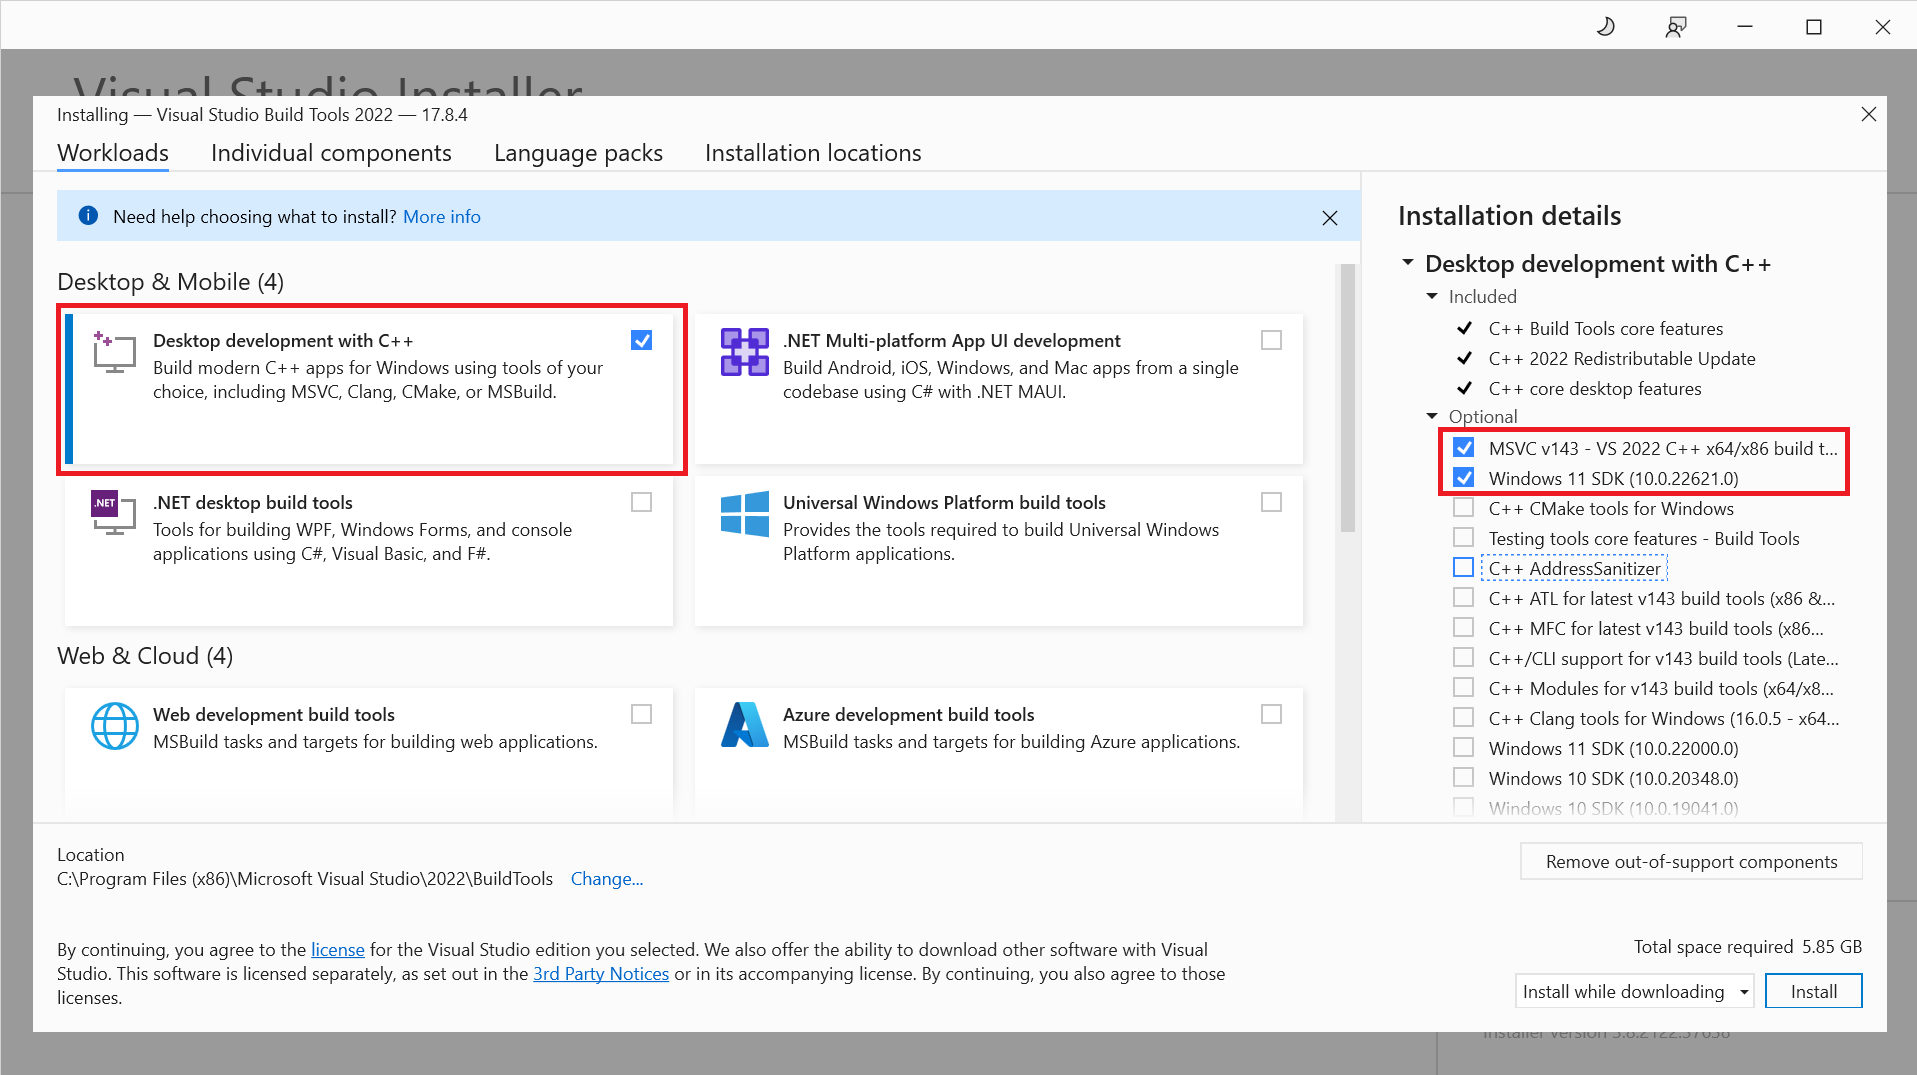 Visual Studio Installer
Installing — Visual Studio Build Tools 2022 — 17.8.4
Workloads
Individual components
Language packs
Installation locations
Need help choosing what to install? More info
Desktop & Mobile (4)
Desktop development with C++
Build modern C++ apps for Windows using tools of your
choice, including MSVC, Clang, CMake, or MSBuild.
.NET Multi-platform App UI development
Build Android, iOS, Windows, and Mac apps from a single
codebase using C# with .NET MAUI.
.NET
.NET desktop build tools
Tools for building WPF, Windows Forms, and console
applications using C#, Visual Basic, and F#.
Universal Windows Platform build tools
Provides the tools required to build Universal Windows
Platform applications.
Web & Cloud (4)
Web development build tools
MSBuild tasks and targets for building web applications.
Azure development build tools
MSBuild tasks and targets for building Azure applications.
Installation details
Desktop development with C++
Included
C++ Build Tools core features
C++ 2022 Redistributable Update
C++ core desktop features
Optional
MSVC v143 - VS 2022 C++ x64/x86 build t...
Windows 11 SDK (10.0.22621.0)
C++ CMake tools for Windows
Testing tools core features - Build Tools
C++ AddressSanitizer
C++ ATL for latest v143 build tools (x86 &...
C++ MFC for latest v143 build tools (x86...
C++/CLI support for v143 build tools (Late...
C++ Modules for v143 build tools (x64/x8...
C++ Clang tools for Windows (16.0.5 - x64...
Windows 11 SDK (10.0.22000.0)
Windows 10 SDK (10.0.20348.0)
Windows 10 SDK (10.0.19041.0)
Location
C:\Program Files (x86)\Microsoft Visual Studio\2022\BuildTools Change...
Remove out-of-support components
By continuing, you agree to the license for the Visual Studio edition you selected. We also offer the ability to download other software with Visual
Studio. This software is licensed separately, as set out in the 3rd Party Notices or in its accompanying license. By continuing, you also agree to those
licenses.
Total space required 5.85 GB
Install while downloading
Install
Installer version